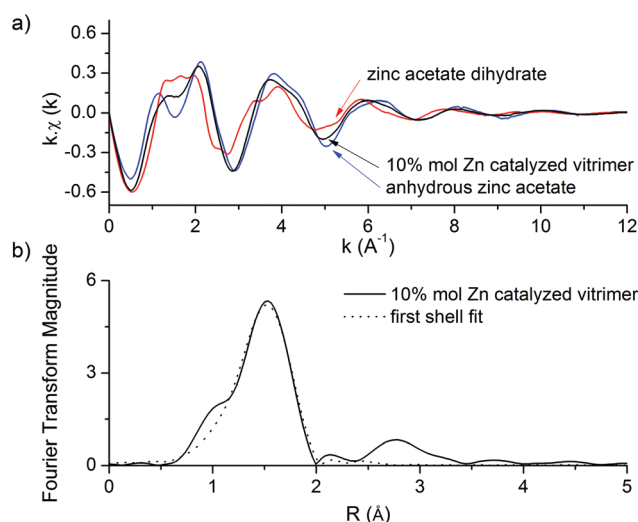 a)
0.6
0.3
0.0
-0.3
-0.6
k.χ (k)
zinc acetate dihydrate
10% mol Zn catalyzed vitrimer
anhydrous zinc acetate
0 2 4 6 8 10 12
k (A⁻¹)
b)
6
3
0
Fourier Transform Magnitude
10% mol Zn catalyzed vitrimer
first shell fit
0 1 2 3 4 5
R (Å)